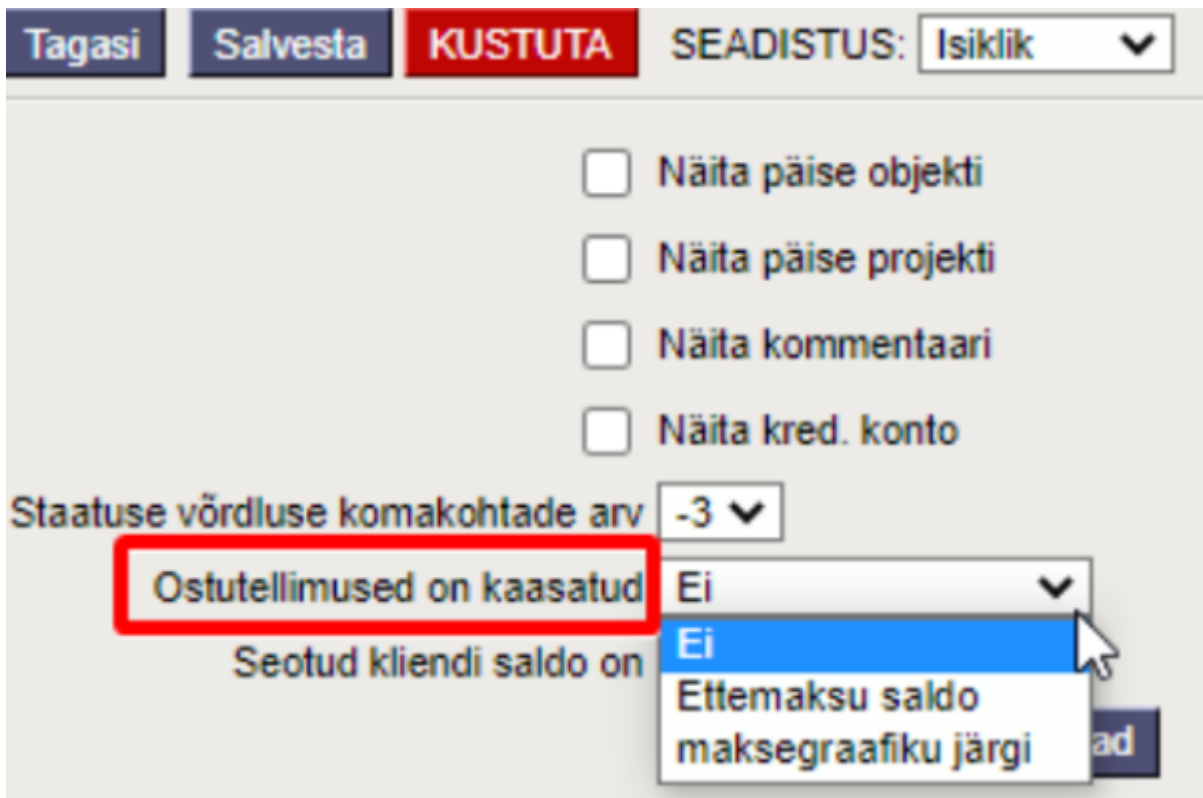 Tagasi Salvesta KUSTUTA SEADISTUS: Isiklik
Näita päise objekti
Näita päise projekti
Näita kommentaari
Näita kred. konto
Staatuse võrdluse komakohtade arv -3
Ostutellimused on kaasatud Ei
Ei
Seotud kliendi saldo on
Ettemaksu saldo
maksegraafiku järgi
ad